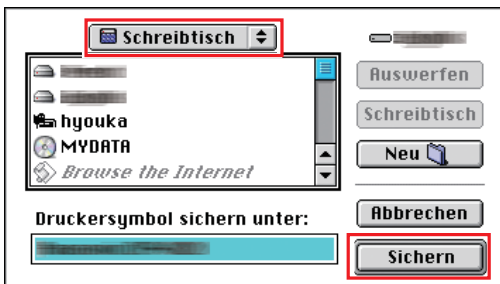 Schreibtisch
Auswerfen
hyouka
Schreibtisch
MYDATA
Neu
Browse the Internet
Druckersymbol sichern unter:
Abbrechen
Sichern